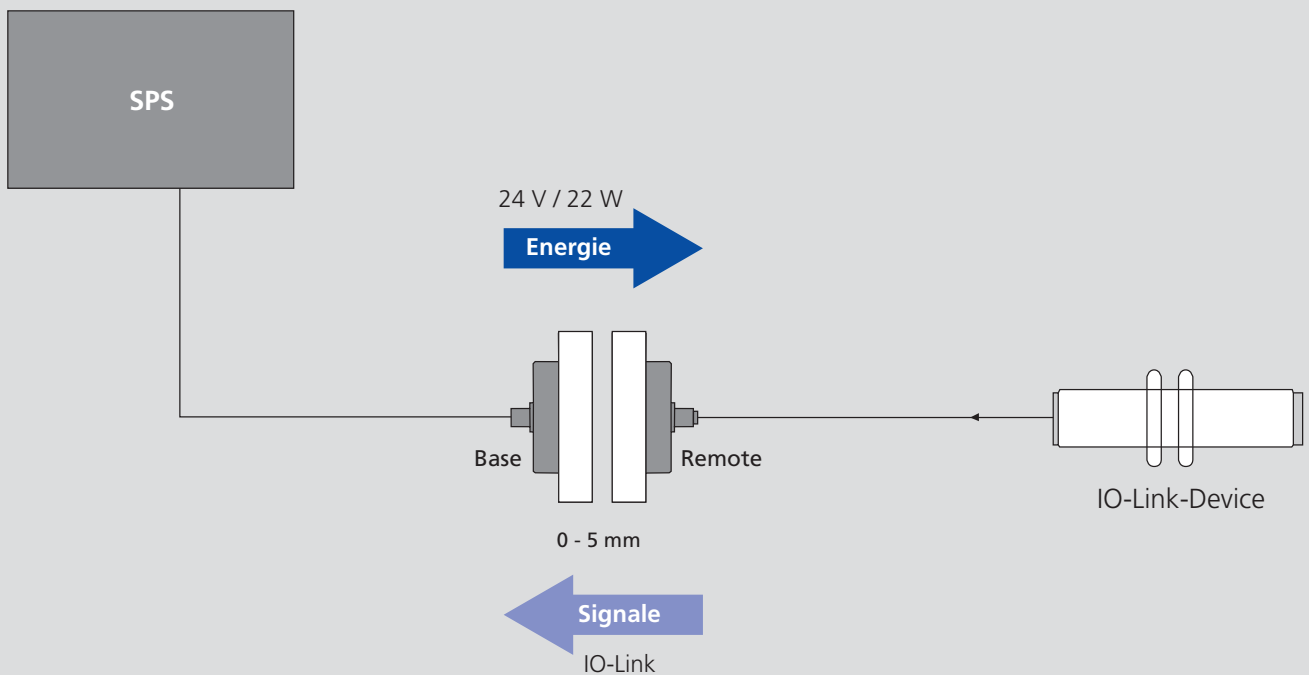 SPS
24 V / 22 W
Energie
Base
Remote
IO-Link-Device
0 - 5 mm
Signale
IO-Link